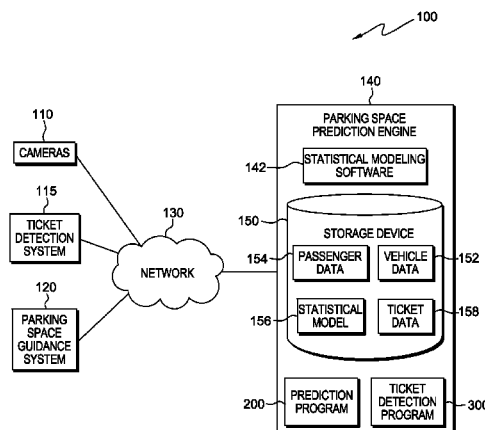 100
140
PARKING SPACE
PREDICTION ENGINE
110
CAMERAS
142
STATISTICAL MODELING
SOFTWARE
115
TICKET
DETECTION
SYSTEM
130
NETWORK
150
STORAGE DEVICE
154
PASSENGER
DATA
VEHICLE
DATA
152
120
PARKING
SPACE
GUIDANCE
SYSTEM
156
STATISTICAL
MODEL
TICKET
DATA
158
200
PREDICTION
PROGRAM
TICKET
DETECTION
PROGRAM
300